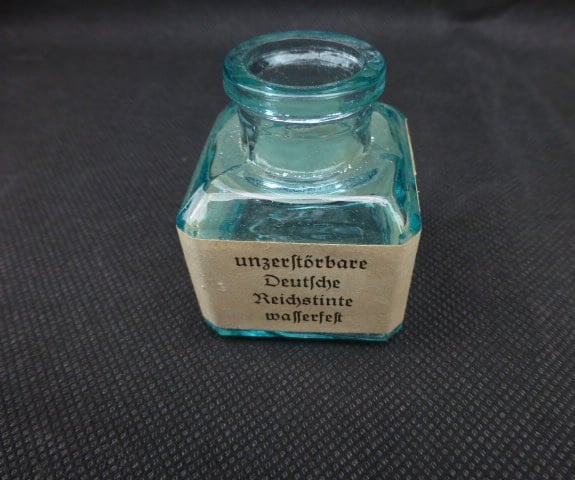 unzerſtörbare
Deutſche
Reichstinte
waſſerfeſt